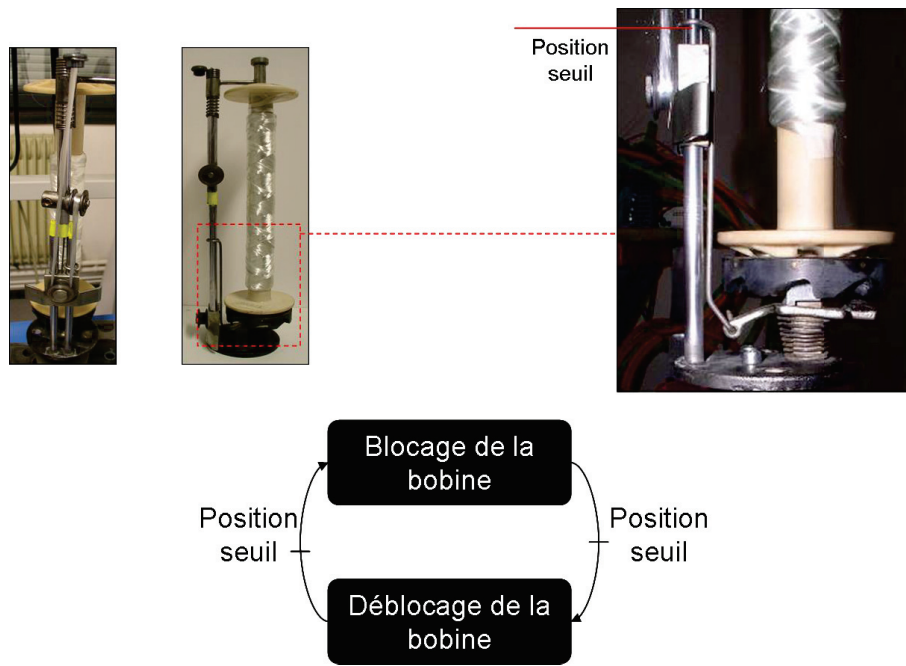 Position
seuil
Blocage de la
bobine
Position
seuil
Position
seuil
Déblocage de la
bobine